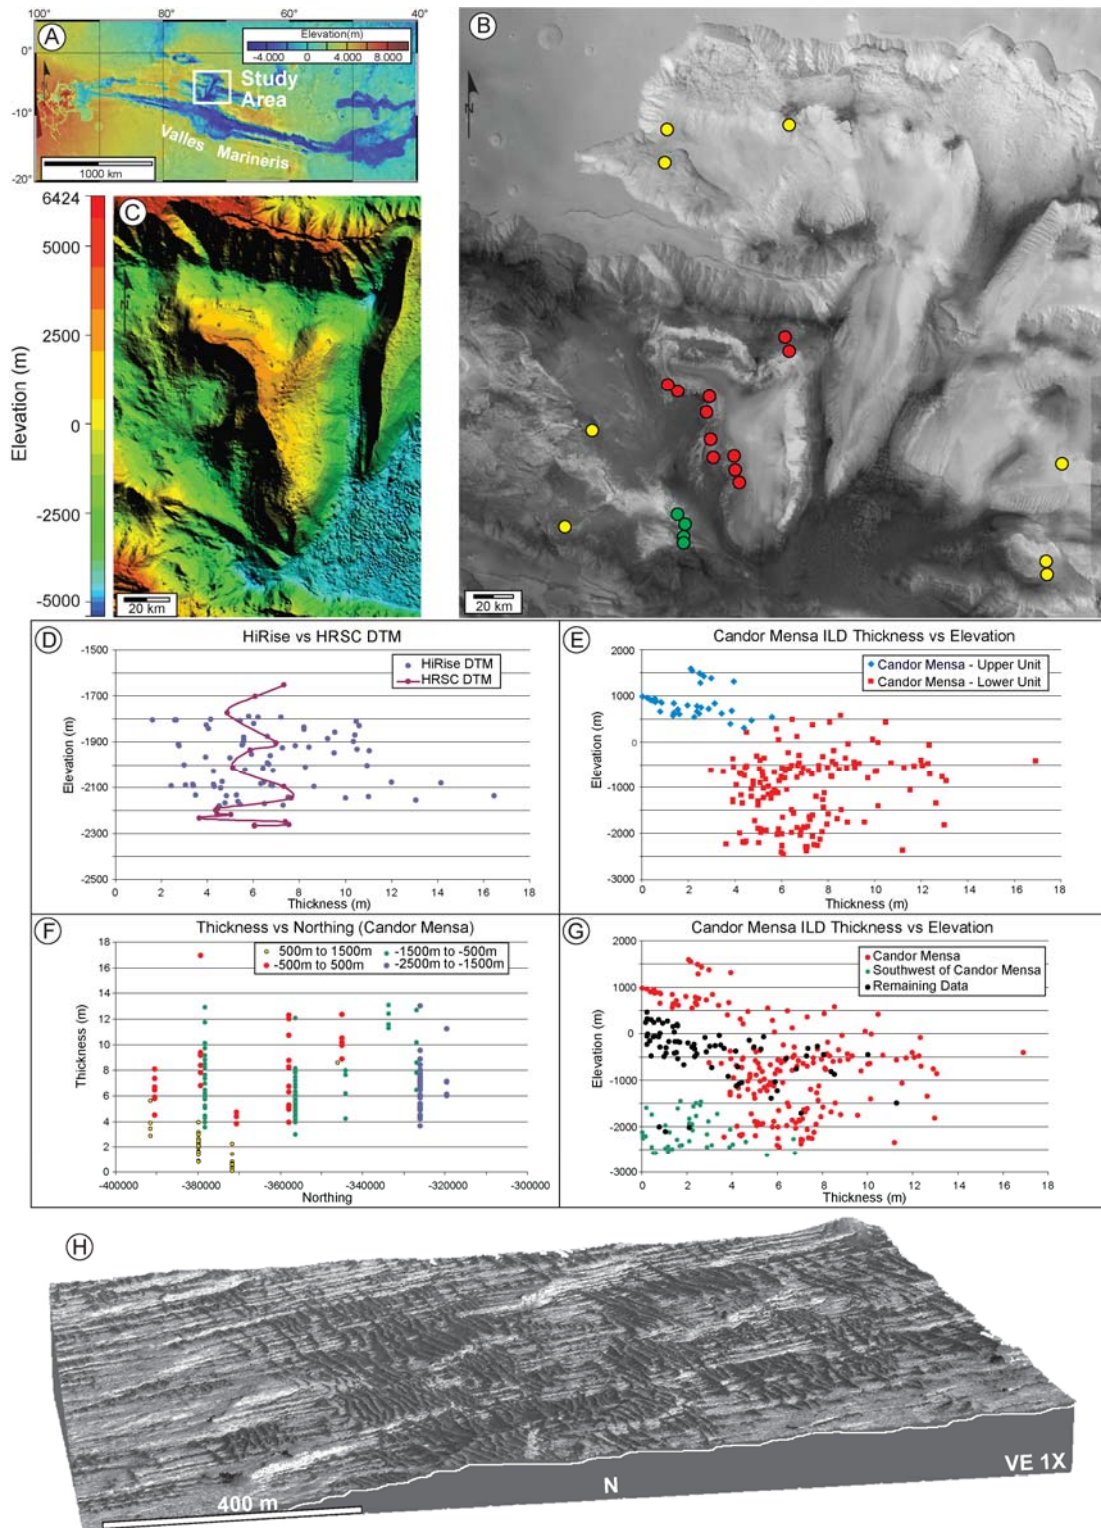 A
100° 80° 60° 40°
Elevation(m)
-4.000 0 4.000 8.000
0°
-10°
-20°
Study
Area
Valles Marineris
1000 km
B
N
20 km
C
N
6424
5000
2500
0
-2500
-5000
Elevation (m)
20 km
D
HiRise vs HRSC DTM
HiRise DTM
HRSC DTM
Elevation (m)
-1500
-1700
-1900
-2100
-2300
-2500
0 2 4 6 8 10 12 14 16 18
Thickness (m)
E
Candor Mensa ILD Thickness vs Elevation
Candor Mensa - Upper Unit
Candor Mensa - Lower Unit
Elevation (m)
2000
1000
0
-1000
-2000
-3000
0 2 4 6 8 10 12 14 16 18
Thickness (m)
F
Thickness vs Northing (Candor Mensa)
500m to 1500m -1500m to -500m
-500m to 500m -2500m to -1500m
Thickness (m)
18
16
14
12
10
8
6
4
2
0
-400000 -380000 -360000 -340000 -320000 -300000
Northing
G
Candor Mensa ILD Thickness vs Elevation
Candor Mensa
Southwest of Candor Mensa
Remaining Data
Elevation (m)
2000
1000
0
-1000
-2000
-3000
0 2 4 6 8 10 12 14 16 18
Thickness (m)
H
400 m
N
VE 1X